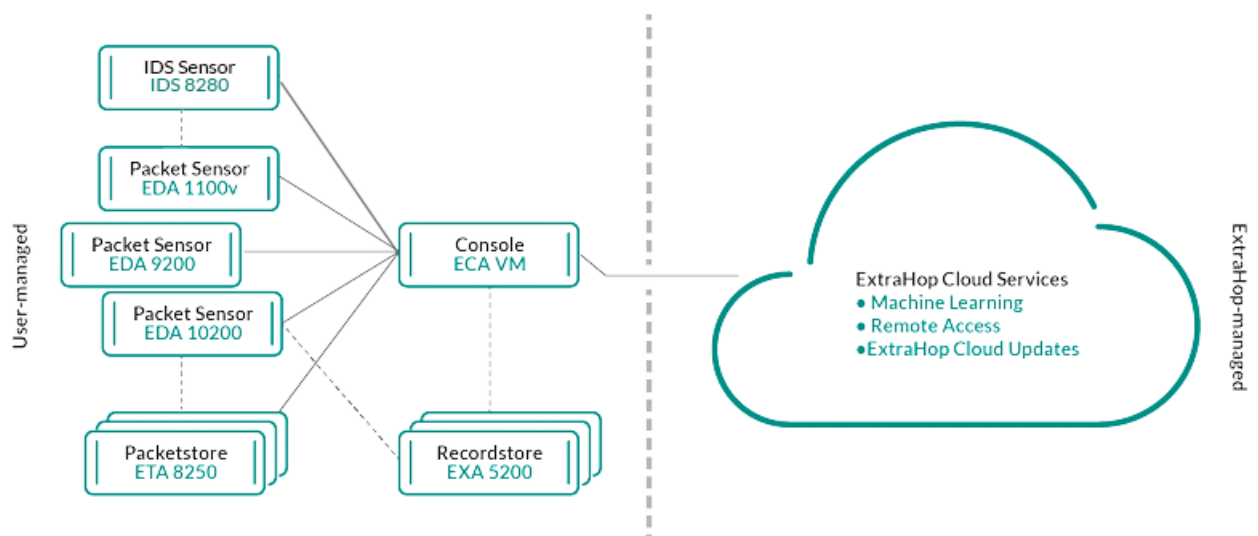 User-managed
IDS Sensor
IDS 8280
Packet Sensor
EDA 1100v
Packet Sensor
EDA 9200
Packet Sensor
EDA 10200
Packetstore
ETA 8250
Console
ECA VM
Recordstore
EXA 5200
ExtraHop Cloud Services
● Machine Learning
● Remote Access
●ExtraHop Cloud Updates
ExtraHop-managed